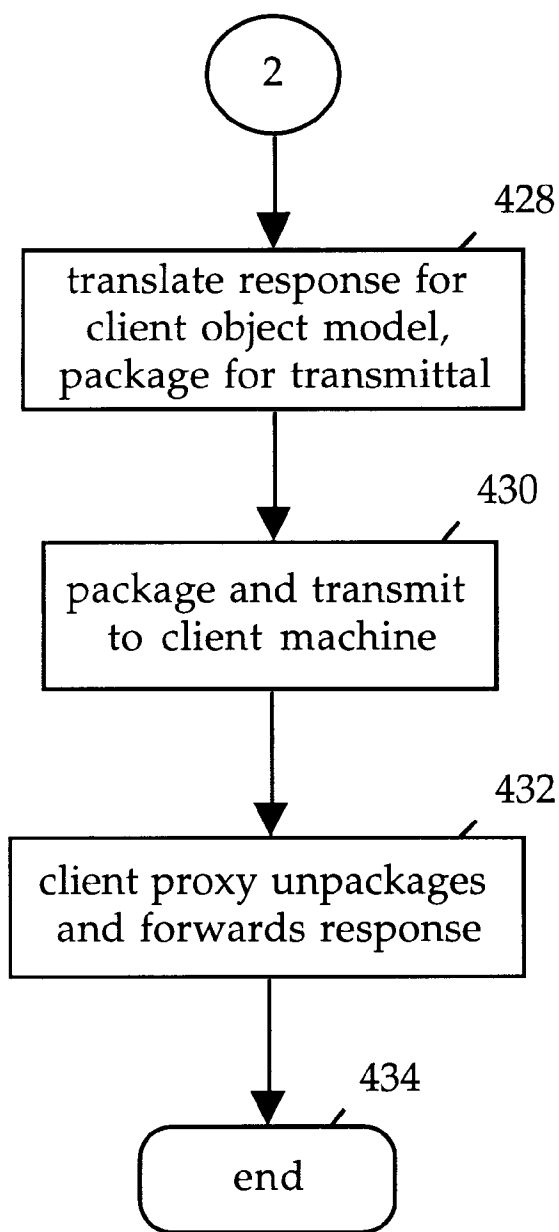 2
428
translate response for
client object model,
package for transmittal
430
package and transmit
to client machine
432
client proxy unpackages
and forwards response
434
end